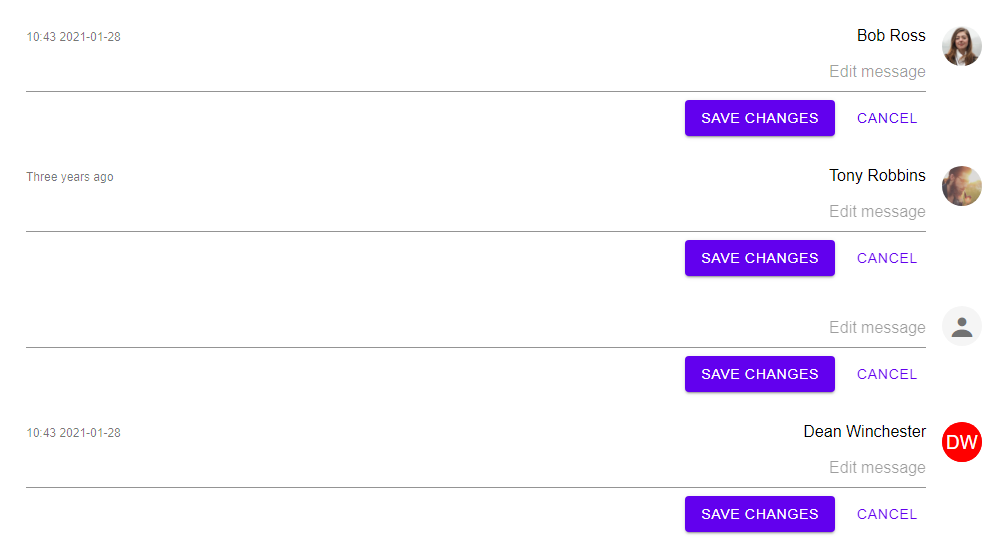 10:43 2021-01-28 Bob Ross
Edit message
SAVE CHANGES CANCEL
Three years ago Tony Robbins
Edit message
SAVE CHANGES CANCEL
Edit message
SAVE CHANGES CANCEL
10:43 2021-01-28 Dean Winchester DW
Edit message
SAVE CHANGES CANCEL